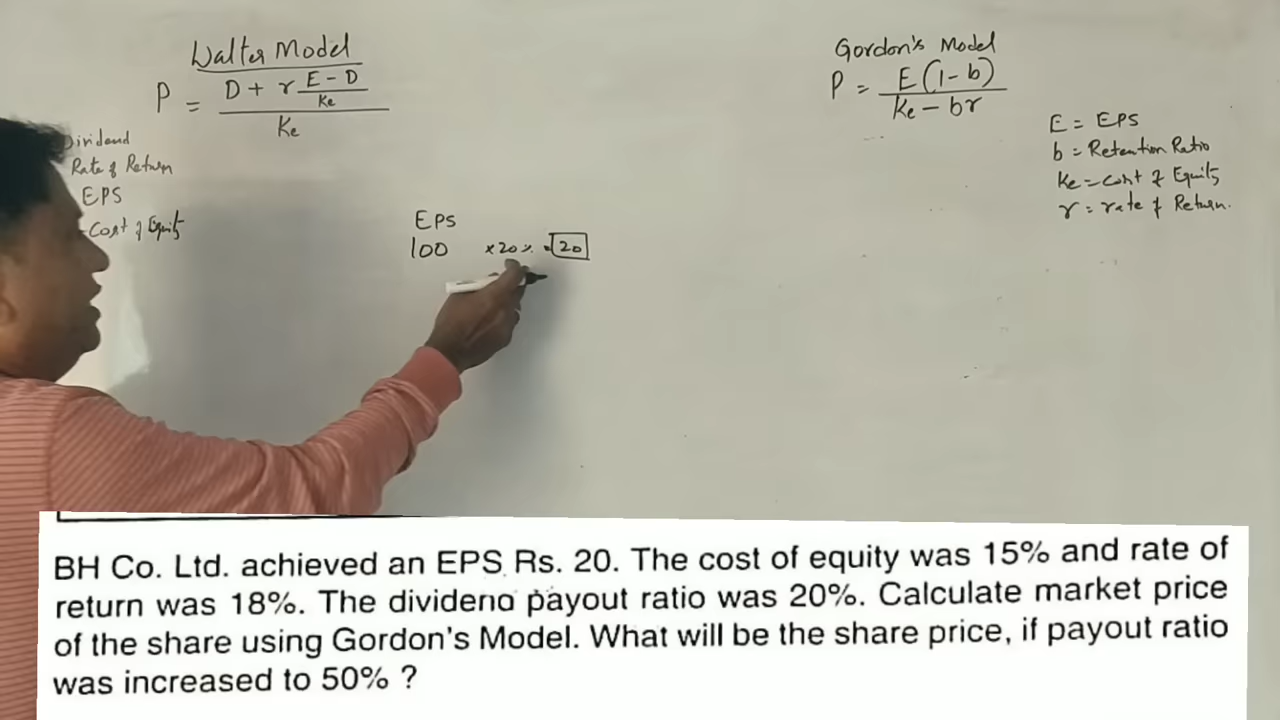 Walter Model
P = D + r E - D
Ke
Ke
Dividend
Rate of Return
EPS
Cost of Equity
EPS
100 x 20% = 20
Gordon's Model
P = E(1-b)
Ke - br
E = EPS
b = Retention Ratio
Ke = cost of Equity
r = rate of Return.
BH Co. Ltd. achieved an EPS Rs. 20. The cost of equity was 15% and rate of
return was 18%. The dividend payout ratio was 20%. Calculate market price
of the share using Gordon's Model. What will be the share price, if payout ratio
was increased to 50% ?